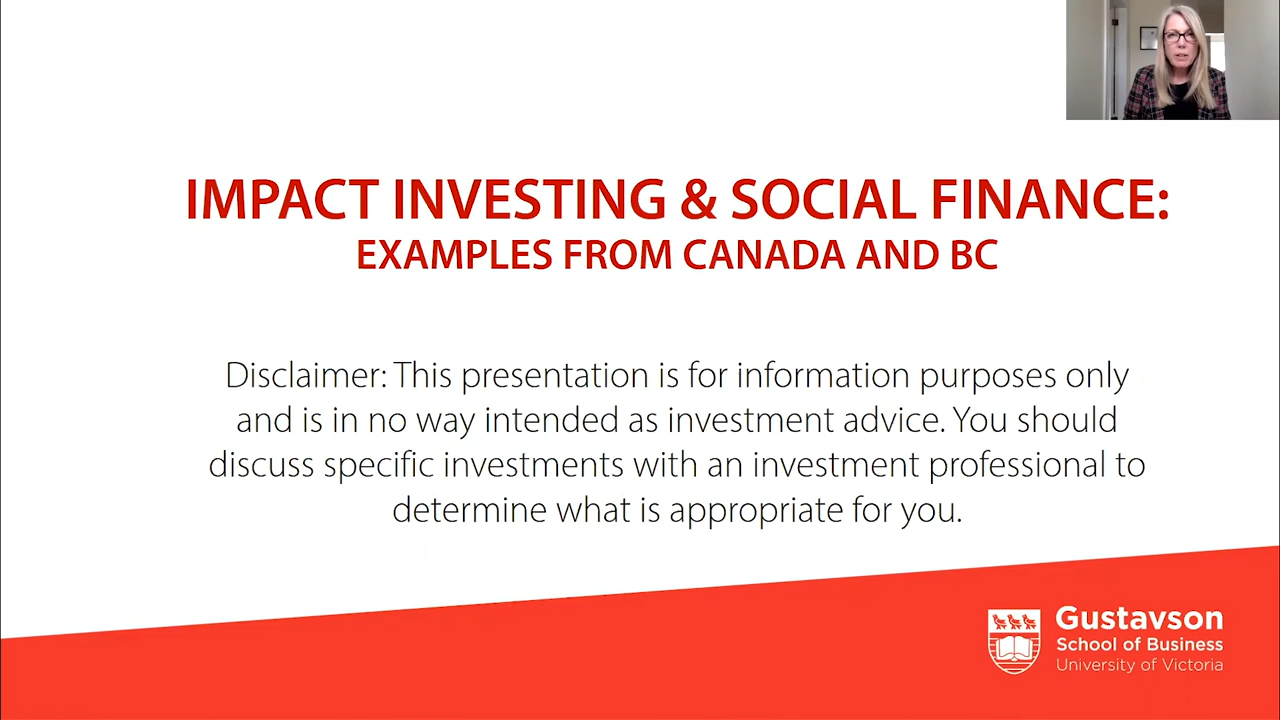 IMPACT INVESTING & SOCIAL FINANCE:
EXAMPLES FROM CANADA AND BC
Disclaimer: This presentation is for information purposes only
and is in no way intended as investment advice. You should
discuss specific investments with an investment professional to
determine what is appropriate for you.
Gustavson
School of Business
University of Victoria